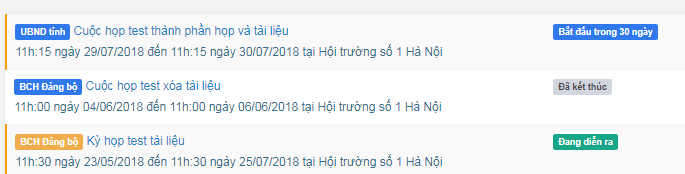 UBND tỉnh Cuộc họp test thành phần họp và tài liệu Bắt đầu trong 30 ngày
11h:15 ngày 29/07/2018 đến 11h:15 ngày 30/07/2018 tại Hội trường số 1 Hà Nội
BCH Đảng bộ Cuộc họp test xóa tài liệu Đã kết thúc
11h:00 ngày 04/06/2018 đến 11h:00 ngày 06/06/2018 tại Hội trường số 1 Hà Nội
BCH Đảng bộ Kỳ họp test tài liệu Đang diễn ra
11h:30 ngày 23/05/2018 đến 11h:30 ngày 25/07/2018 tại Hội trường số 1 Hà Nội